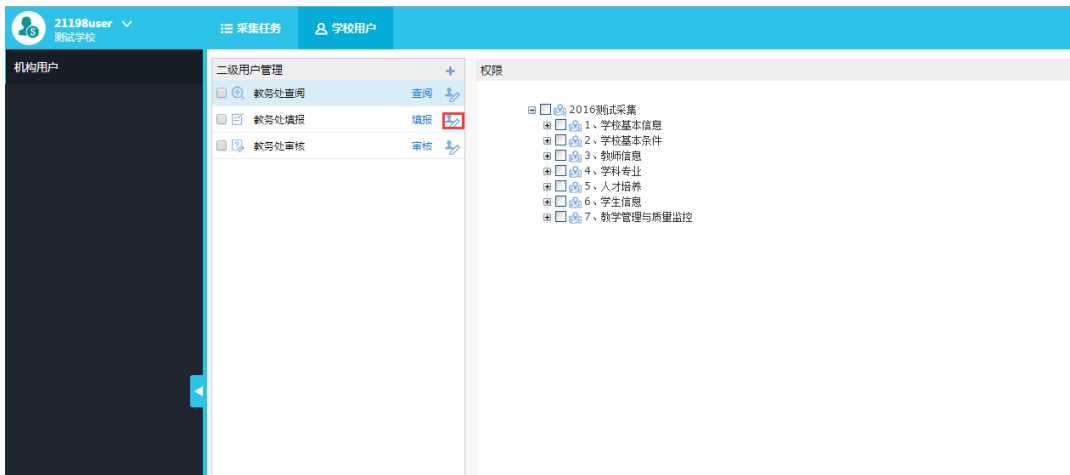 21198user
测试学校
采集任务
学校用户
机构用户
二级用户管理
教务处查阅 查阅
教务处填报 填报
教务处审核 审核
权限
2016测试采集
1、学校基本信息
2、学校基本条件
3、教师信息
4、学科专业
5、人才培养
6、学生信息
7、教学管理与质量监控